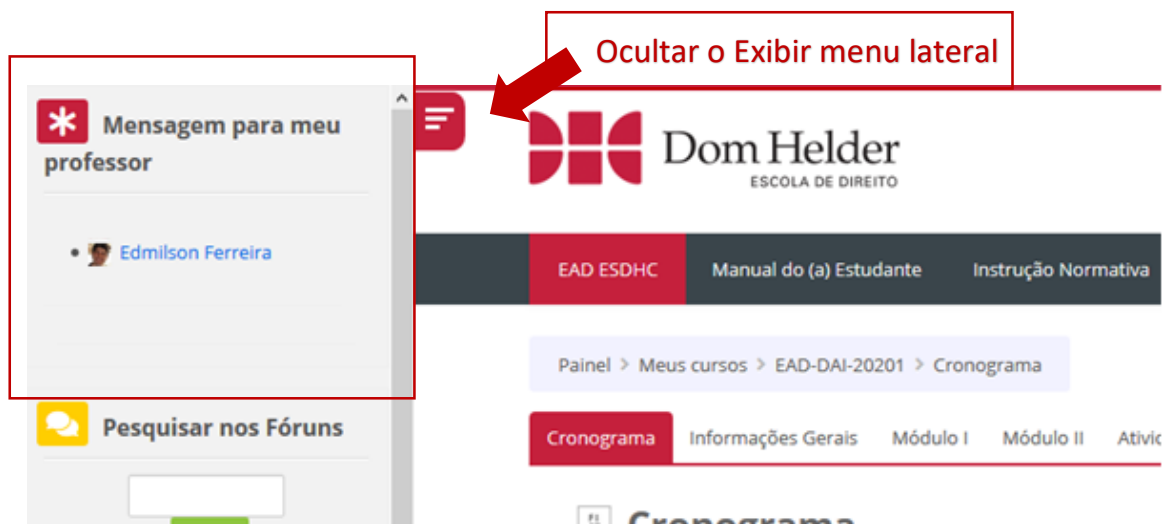 Ocultar o Exibir menu lateral
Mensagem para meu
professor
Edmilson Ferreira
Pesquisar nos Fóruns
Dom Helder
ESCOLA DE DIREITO
EAD ESDHC Manual do (a) Estudante Instrução Normativa
Painel > Meus cursos > EAD-DAI-20201 > Cronograma
Cronograma Informações Gerais Módulo I Módulo II
Cronograma